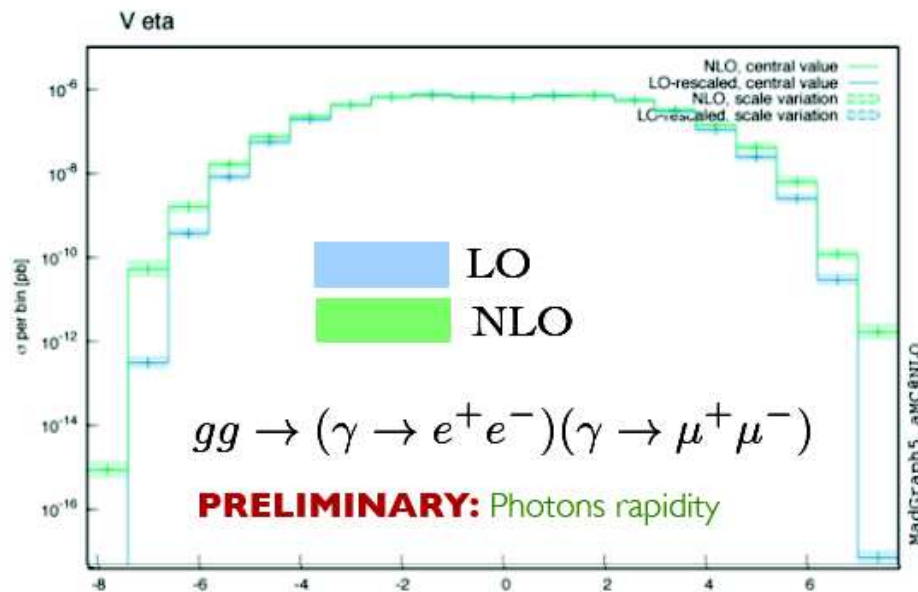 V eta
NLO, central value
LO-rescaled, central value
NLO, scale variation
LO-rescaled, scale variation
10⁻⁶
10⁻⁸
10⁻¹⁰
10⁻¹²
10⁻¹⁴
10⁻¹⁶
σ per bin [pb]
LO
NLO
gg → (γ → e⁺e⁻)(γ → μ⁺μ⁻)
PRELIMINARY: Photons rapidity
MadGraph5_aMC@NLO
-8 -6 -4 -2 0 2 4 6